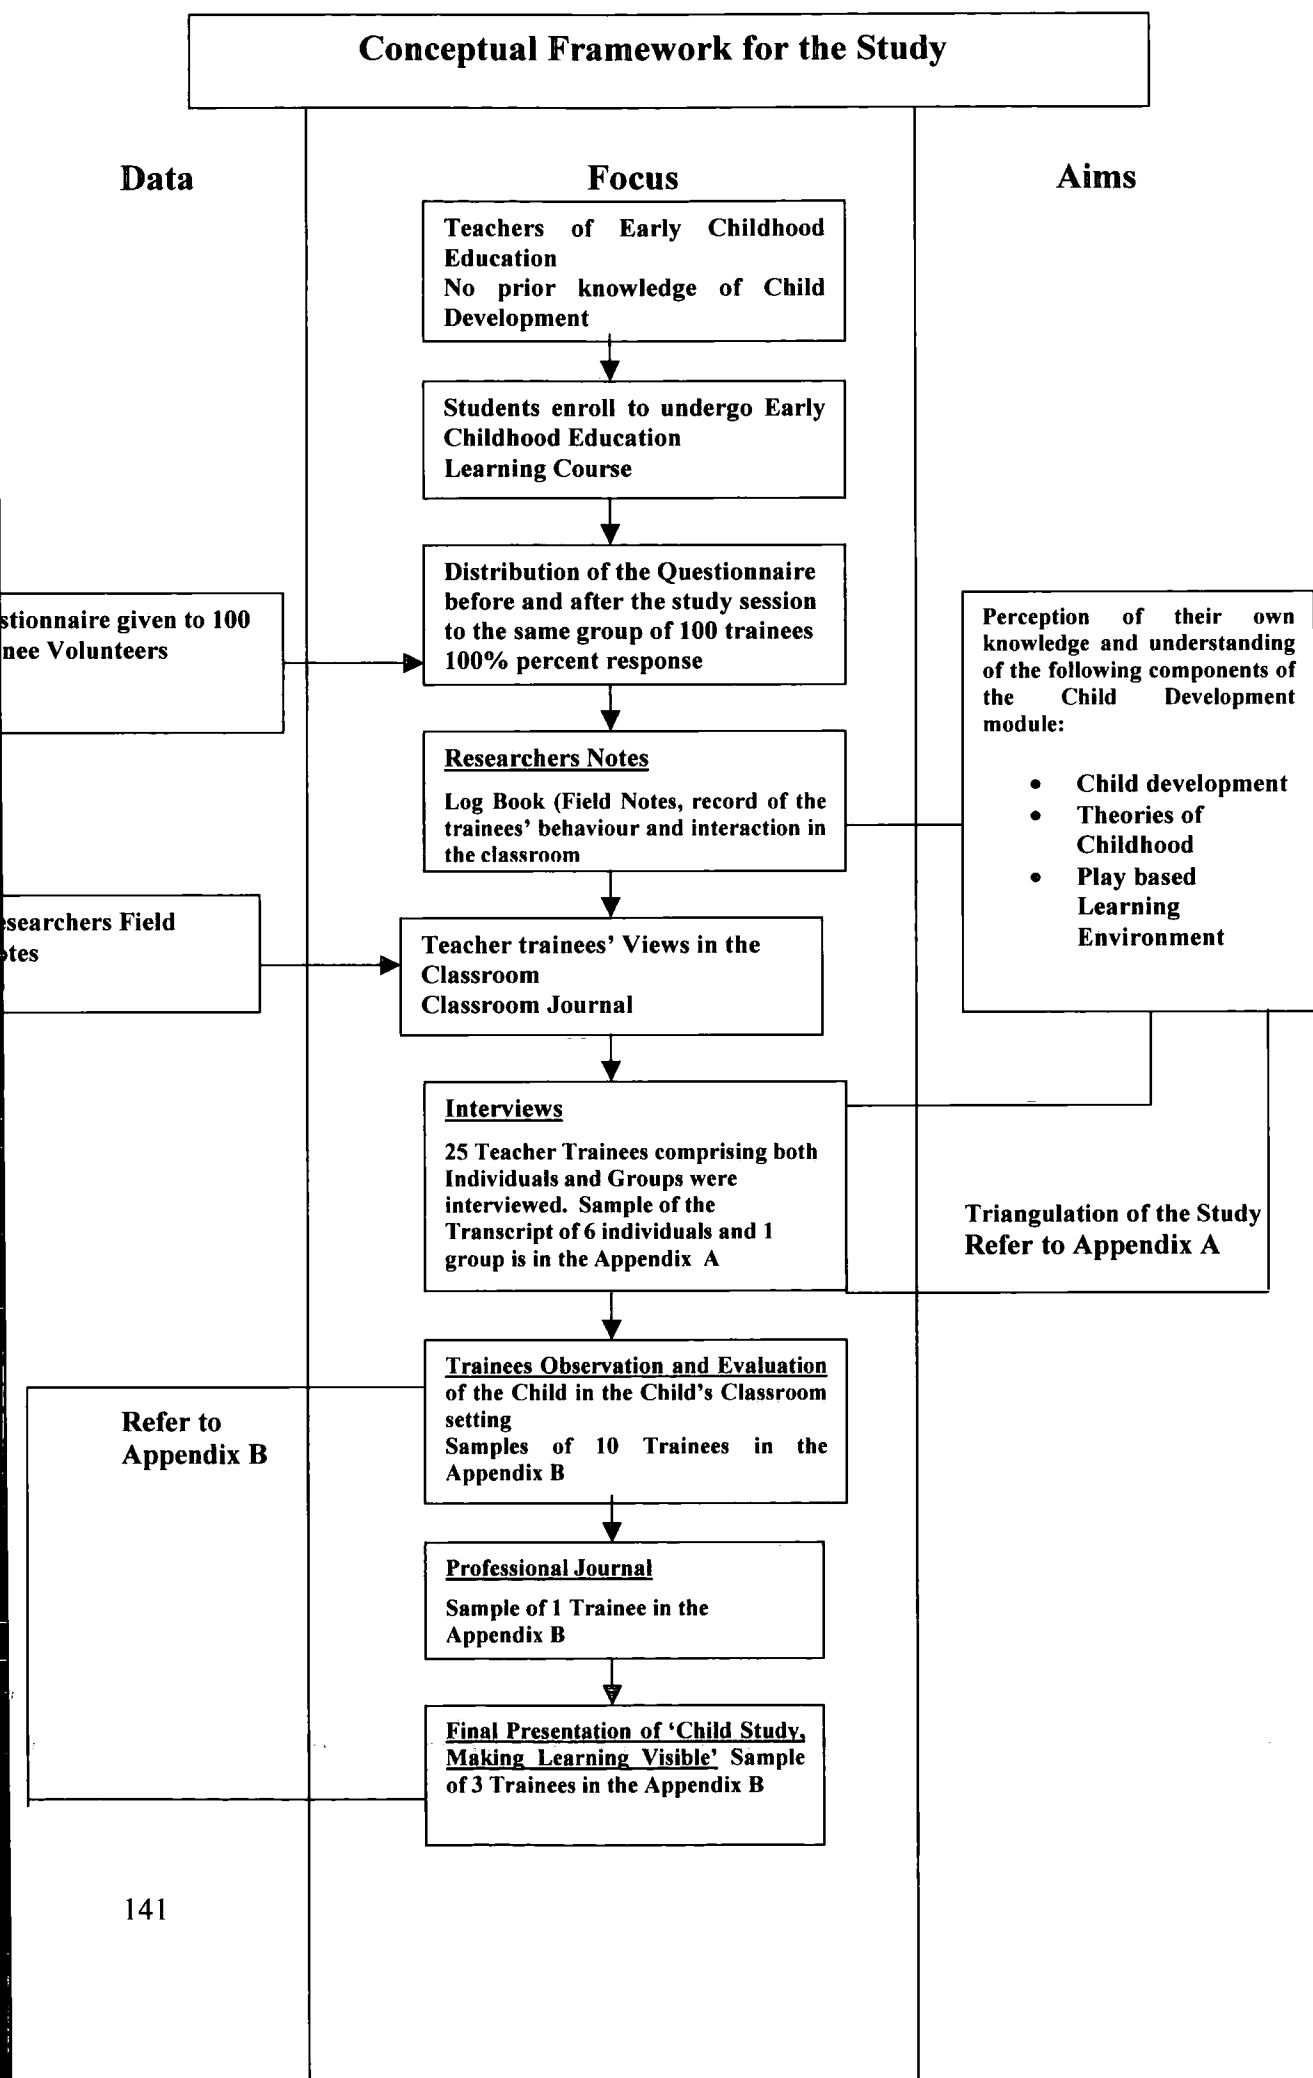 Conceptual Framework for the Study
Data
Focus
Aims
Teachers of Early Childhood
Education
No prior knowledge of Child
Development
Students enroll to undergo Early
Childhood Education
Learning Course
Distribution of the Questionnaire
before and after the study session
to the same group of 100 trainees
100% percent response
stionnaire given to 100
nee Volunteers
Perception of their own
knowledge and understanding
of the following components of
the Child Development
module:
• Child development
• Theories of
Childhood
• Play based
Learning
Environment
Researchers Notes
Log Book (Field Notes, record of the
trainees’ behaviour and interaction in
the classroom
searchers Field
tes
Teacher trainees’ Views in the
Classroom
Classroom Journal
Interviews
25 Teacher Trainees comprising both
Individuals and Groups were
interviewed. Sample of the
Transcript of 6 individuals and 1
group is in the Appendix A
Triangulation of the Study
Refer to Appendix A
Trainees Observation and Evaluation
of the Child in the Child’s Classroom
setting
Samples of 10 Trainees in the
Appendix B
Refer to
Appendix B
Professional Journal
Sample of 1 Trainee in the
Appendix B
Final Presentation of ‘Child Study,
Making Learning Visible’ Sample
of 3 Trainees in the Appendix B
141